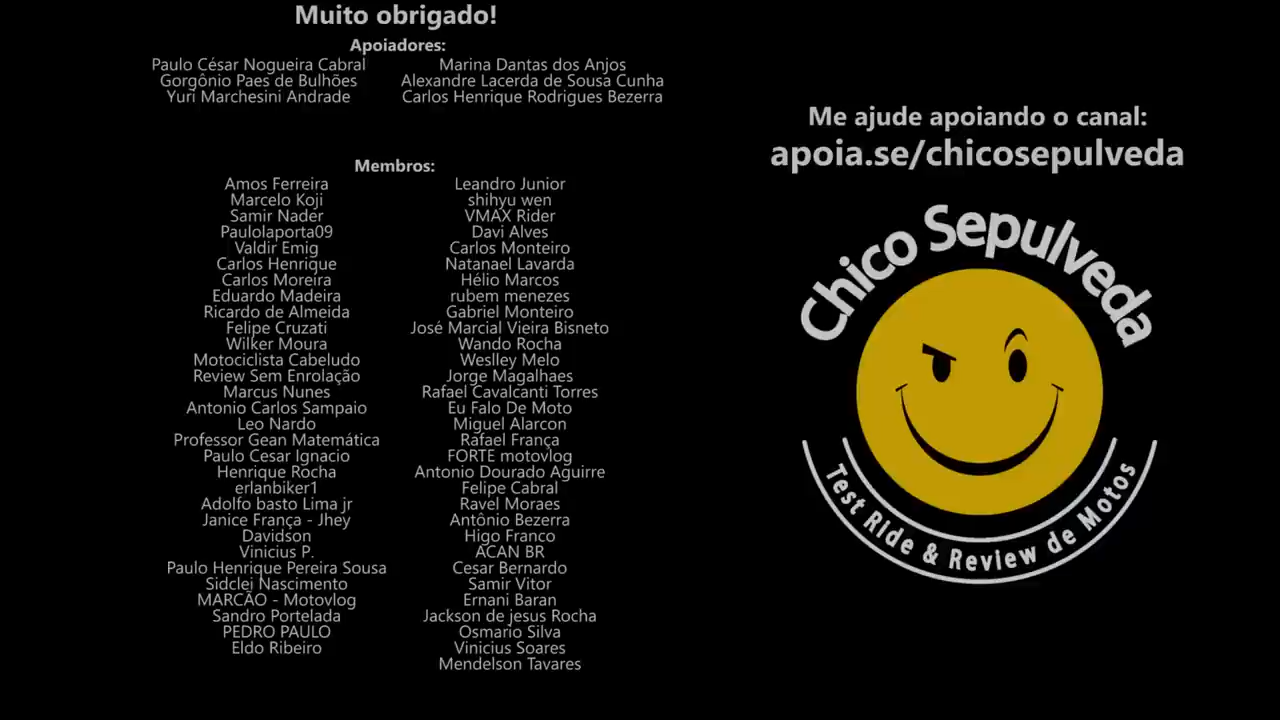 Muito obrigado!
Apoiadores:
Paulo César Nogueira Cabral
Gorgônio Paes de Bulhões
Yuri Marchesini Andrade
Marina Dantas dos Anjos
Alexandre Lacerda de Sousa Cunha
Carlos Henrique Rodrigues Bezerra
Membros:
Amos Ferreira
Marcelo Koji
Samir Nader
Paulolaporta09
Valdir Emig
Carlos Henrique
Carlos Moreira
Eduardo Madeira
Ricardo de Almeida
Felipe Cruzati
Wilker Moura
Motociclista Cabeludo
Review Sem Enrolação
Marcus Nunes
Antonio Carlos Sampaio
Leo Nardo
Professor Gean Matemática
Paulo Cesar Ignacio
Henrique Rocha
erlanbiker1
Adolfo basto Lima jr
Janice França - Jhey
Davidson
Vinicius P.
Paulo Henrique Pereira Sousa
Sidclei Nascimento
MARCÃO - Motovlog
Sandro Portelada
PEDRO PAULO
Eldo Ribeiro
Leandro Junior
shihyu wen
VMAX Rider
Davi Alves
Carlos Monteiro
Natanael Lavarda
Hélio Marcos
rubem menezes
Gabriel Monteiro
José Marcial Vieira Bisneto
Wando Rocha
Weslley Melo
Jorge Magalhaes
Rafael Cavalcanti Torres
Eu Falo De Moto
Miguel Alarcon
Rafael França
FORTE motovlog
Antonio Dourado Aguirre
Felipe Cabral
Ravel Moraes
Antônio Bezerra
Higo Franco
ACAN BR
Cesar Bernardo
Samir Vitor
Ernani Baran
Jackson de jesus Rocha
Osmario Silva
Vinicius Soares
Mendelson Tavares
Me ajude apoiando o canal:
apoia.se/chicosepulveda
Chico Sepulveda
Test Ride & Review de Motos